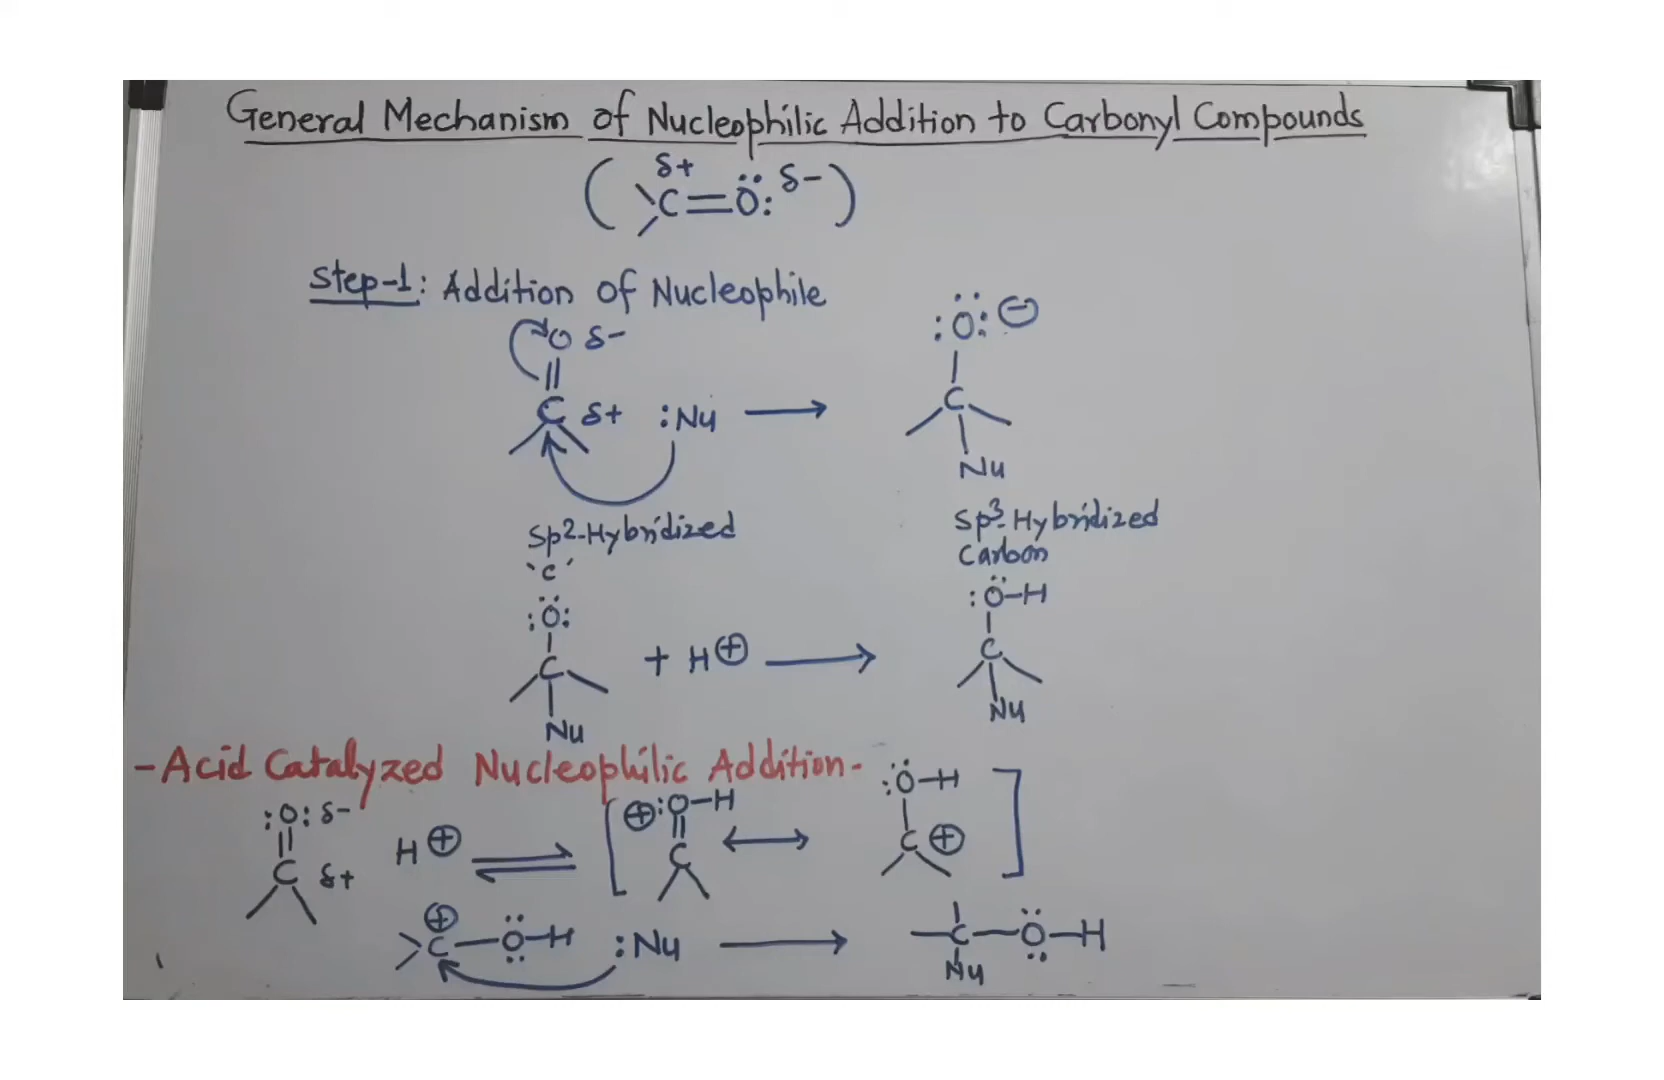 General Mechanism of Nucleophilic Addition to Carbonyl Compounds
( C=O: δ+ δ- )
Step-1: Addition of Nucleophile
O δ-
:O: ⊖
C δ+ :Nu →
C
Nu
Sp2-Hybridized
C
Sp3-Hybridized
Carbon
:O:
C
Nu
+ H⊕ →
:O-H
C
Nu
-Acid Catalyzed Nucleophilic Addition-
:O: δ-
C δ+
H⊕ ⇌
[ ⊕:O-H
C
↔
:O-H
C⊕ ]
⊕
C-O-H :Nu →
C-O-H
Nu